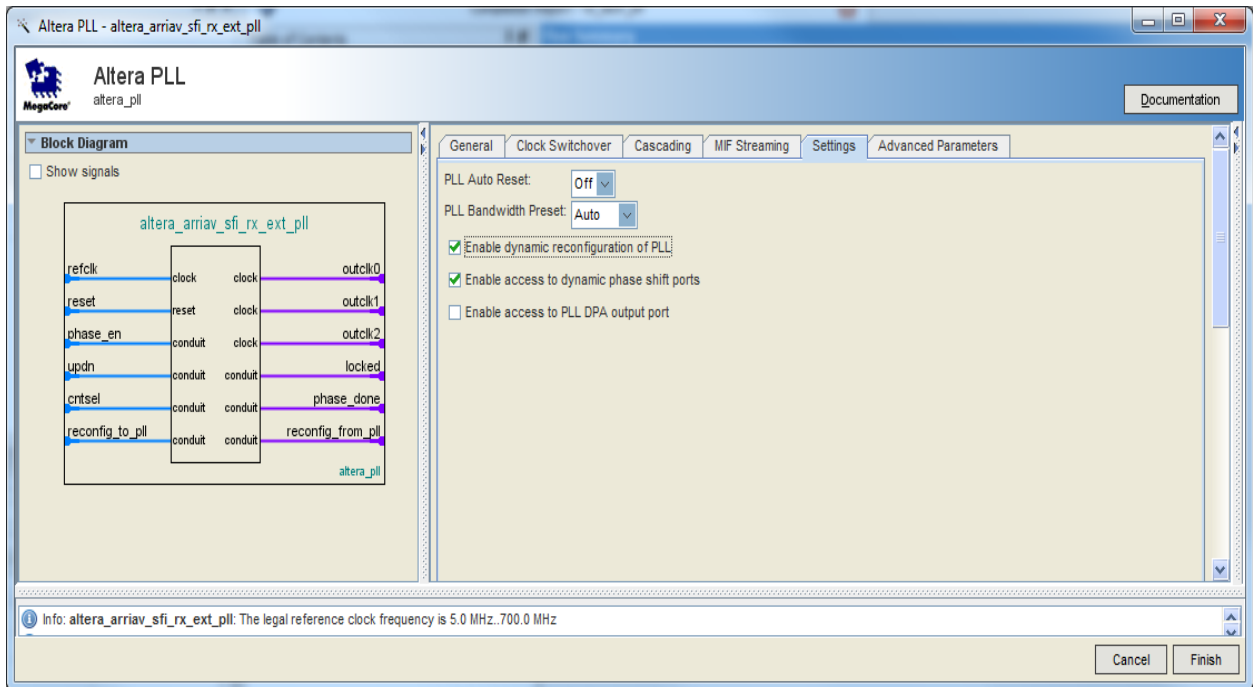 Altera PLL - altera_arriav_sfi_rx_ext_pll
Altera PLL
altera_pll
MegaCore'
Documentation
Block Diagram
Show signals
altera_arriav_sfi_rx_ext_pll
refclk
clock
clock
outclk0
reset
reset
clock
outclk1
phase_en
conduit
clock
outclk2
updn
conduit
conduit
locked
cntsel
conduit
conduit
phase_done
reconfig_to_pll
conduit
conduit
reconfig_from_pll
altera_pll
General
Clock Switchover
Cascading
MIF Streaming
Settings
Advanced Parameters
PLL Auto Reset:
Off
PLL Bandwidth Preset:
Auto
Enable dynamic reconfiguration of PLL
Enable access to dynamic phase shift ports
Enable access to PLL DPA output port
Info: altera_arriav_sfi_rx_ext_pll: The legal reference clock frequency is 5.0 MHz..700.0 MHz
Cancel
Finish